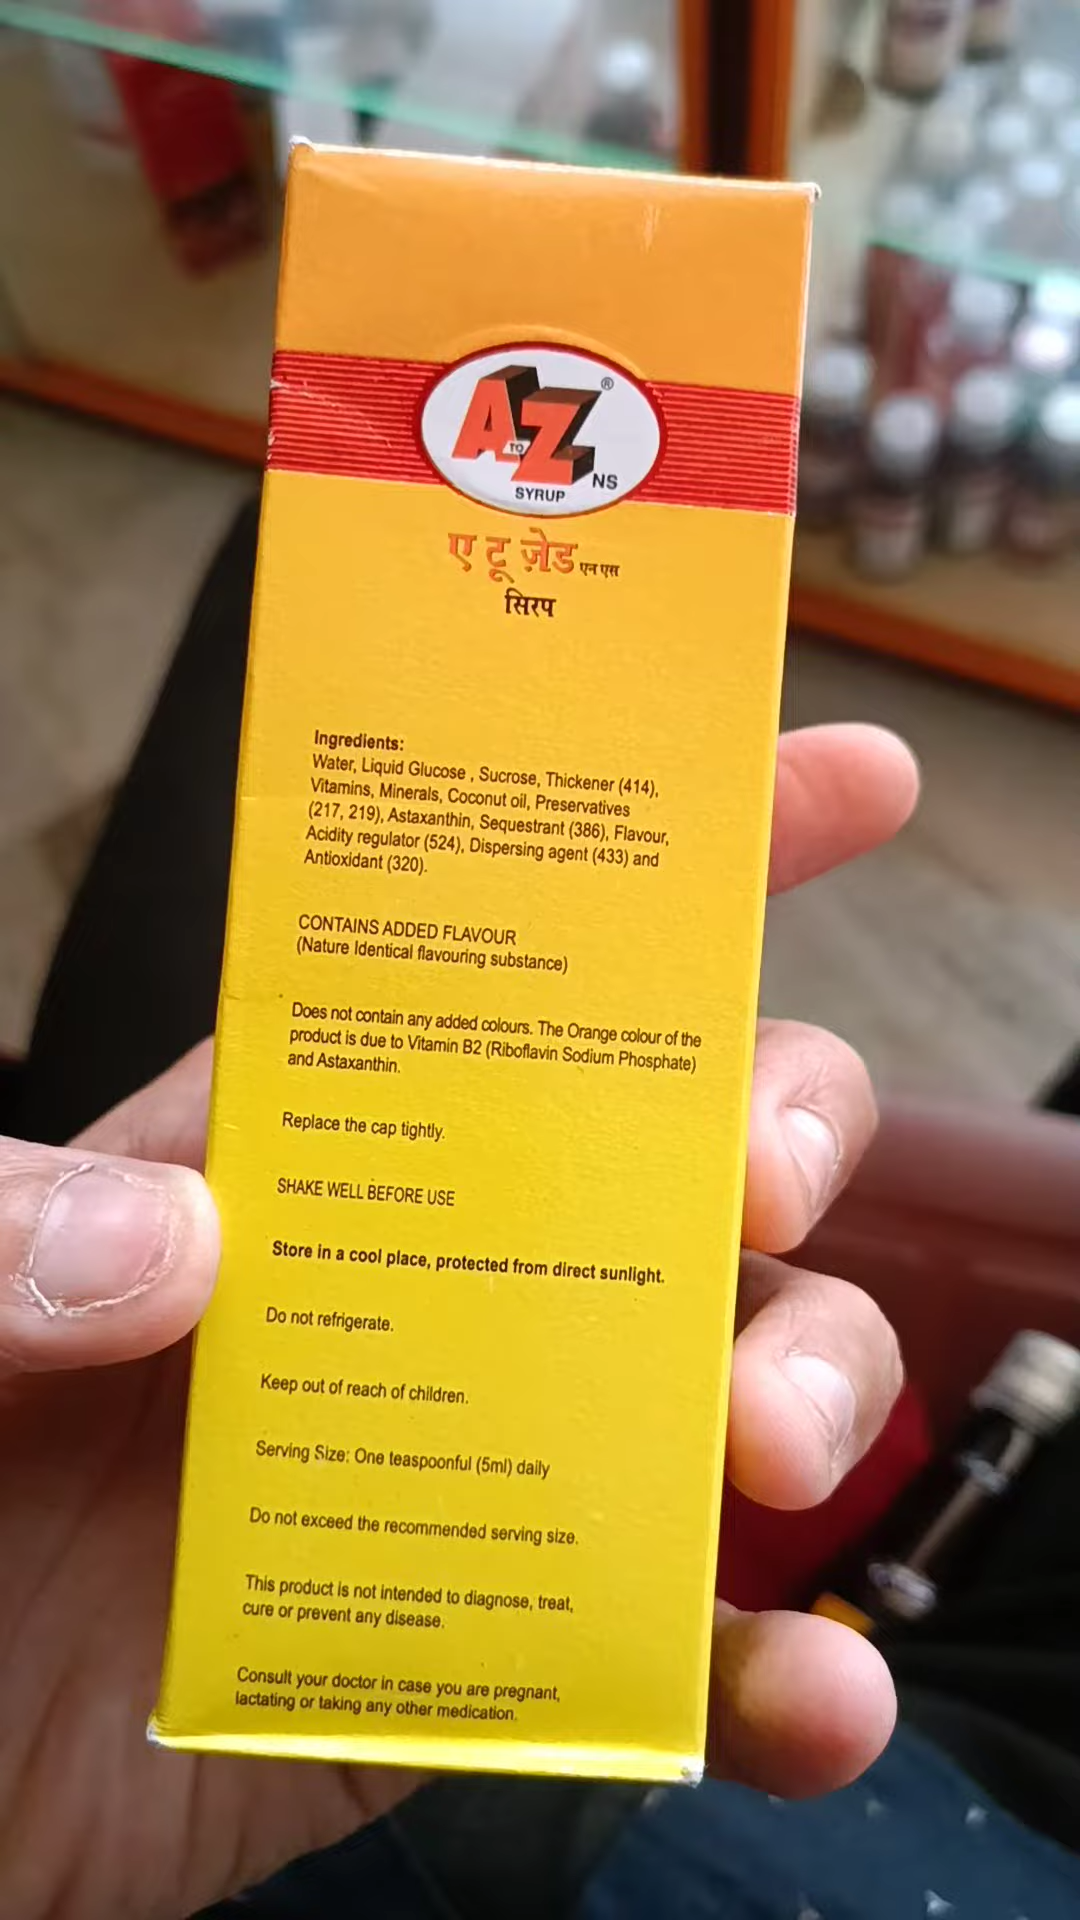 A TO Z ®
SYRUP NS
ए टू ज़ेड एन एस
सिरप
Ingredients:
Water, Liquid Glucose , Sucrose, Thickener (414),
Vitamins, Minerals, Coconut oil, Preservatives
(217, 219), Astaxanthin, Sequestrant (386), Flavour,
Acidity regulator (524), Dispersing agent (433) and
Antioxidant (320).
CONTAINS ADDED FLAVOUR
(Nature Identical flavouring substance)
Does not contain any added colours. The Orange colour of the
product is due to Vitamin B2 (Riboflavin Sodium Phosphate)
and Astaxanthin.
Replace the cap tightly.
SHAKE WELL BEFORE USE
Store in a cool place, protected from direct sunlight.
Do not refrigerate.
Keep out of reach of children.
Serving Size: One teaspoonful (5ml) daily
Do not exceed the recommended serving size.
This product is not intended to diagnose, treat,
cure or prevent any disease.
Consult your doctor in case you are pregnant,
lactating or taking any other medication.